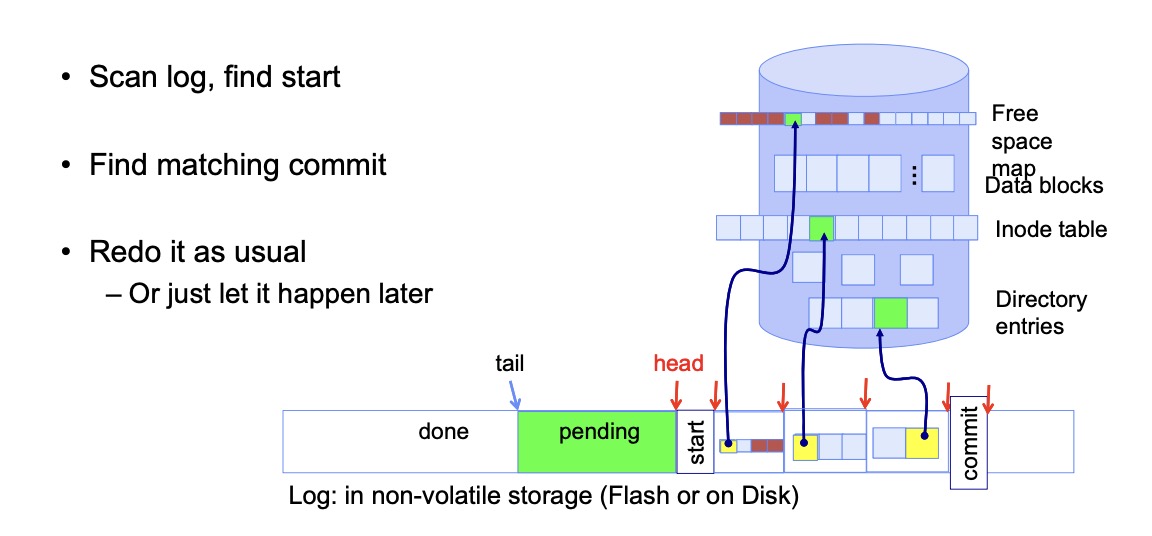 • Scan log, find start
• Find matching commit
• Redo it as usual
– Or just let it happen later
Free
space
map
Data blocks
⋮
Inode table
Directory
entries
tail
head
done
pending
start
commit
Log: in non-volatile storage (Flash or on Disk)